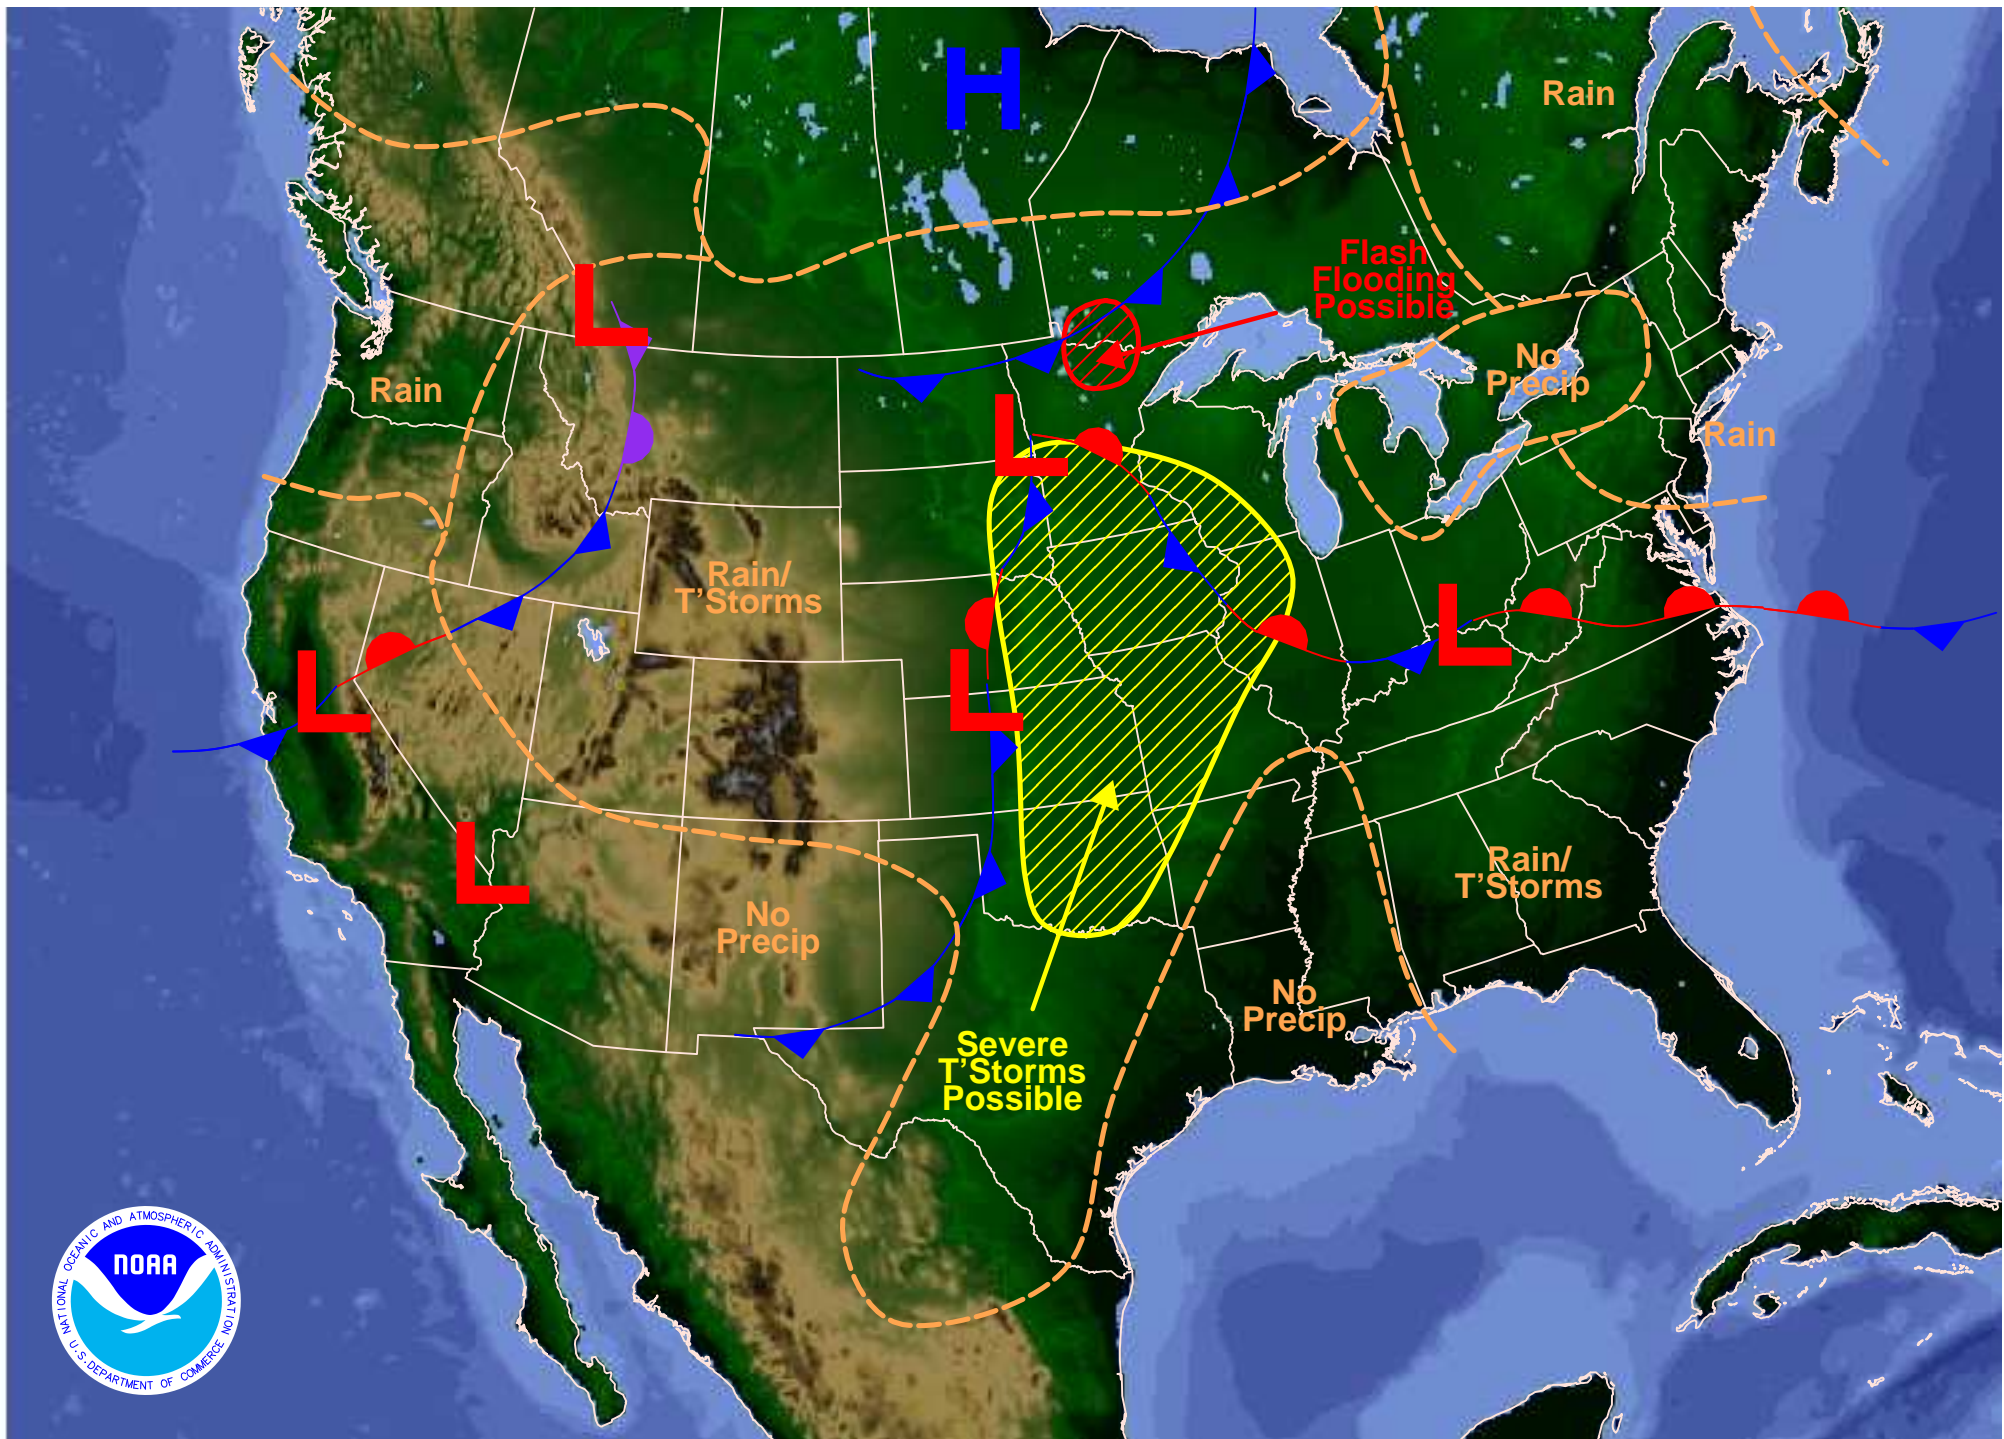 H
Rain
Flash
Flooding
Possible
L
No
Precip
Rain
L
Rain
Rain/
T'Storms
L
L
L
L
Rain/
T'Storms
No
Precip
No
Precip
Severe
T'Storms
Possible
NATIONAL OCEANIC AND ATMOSPHERIC ADMINISTRATION
NOAA
U.S. DEPARTMENT OF COMMERCE